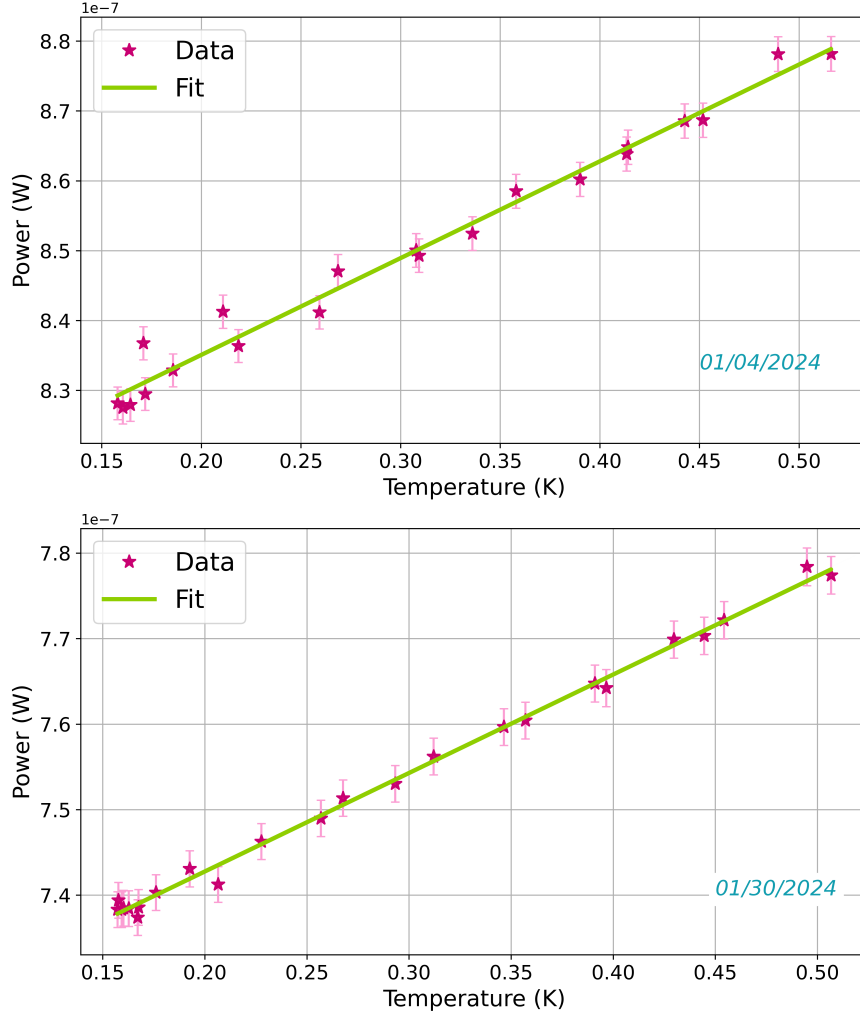 1e−7
8.8
8.7
8.6
8.5
8.4
8.3
Power (W)
Data
Fit
01/04/2024
0.15 0.20 0.25 0.30 0.35 0.40 0.45 0.50
Temperature (K)
1e−7
7.8
7.7
7.6
7.5
7.4
Power (W)
Data
Fit
01/30/2024
0.15 0.20 0.25 0.30 0.35 0.40 0.45 0.50
Temperature (K)